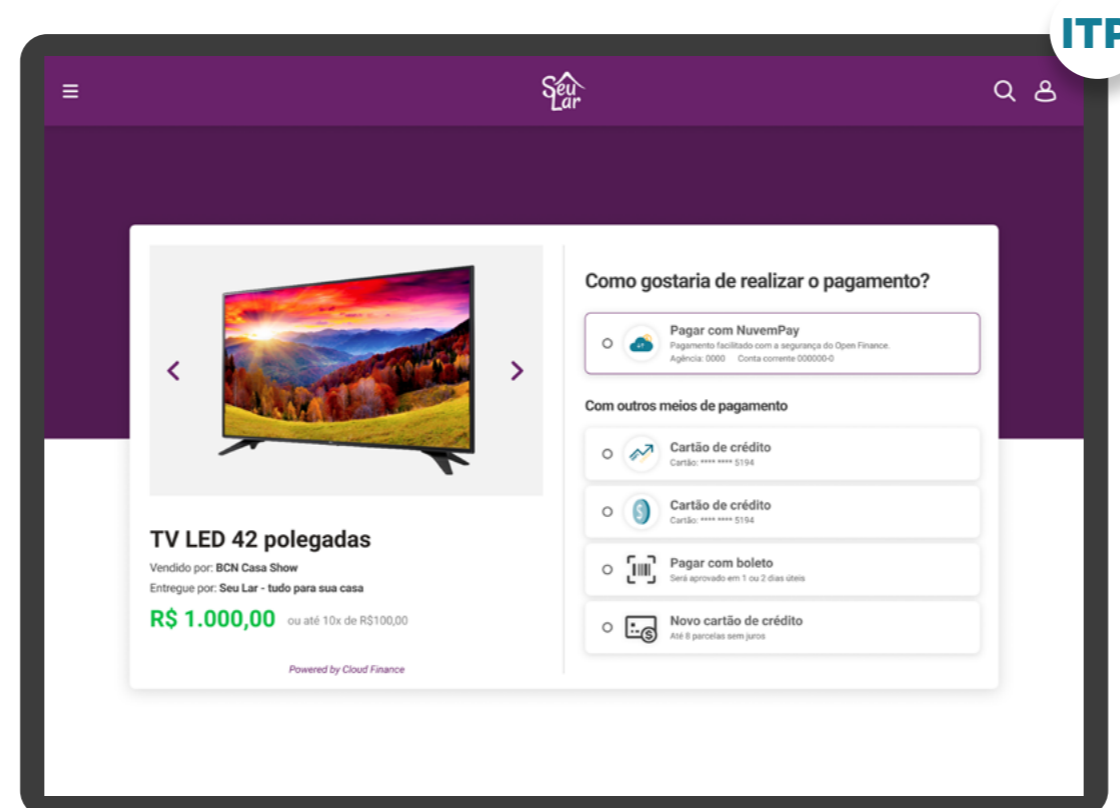 ITP
Seu
Lar
Como gostaria de realizar o pagamento?
Pagar com NuvemPay
Pagamento facilitado com a segurança do Open Finance.
Agência: 0000 Conta corrente 000000-0
Com outros meios de pagamento
Cartão de crédito
Cartão: **** **** 5194
Cartão de crédito
Cartão: **** **** 5194
Pagar com boleto
Será aprovado em 1 ou 2 dias úteis
Novo cartão de crédito
Até 8 parcelas sem juros
TV LED 42 polegadas
Vendido por: BCN Casa Show
Entregue por: Seu Lar - tudo para sua casa
R$ 1.000,00 ou até 10x de R$100,00
Powered by Cloud Finance